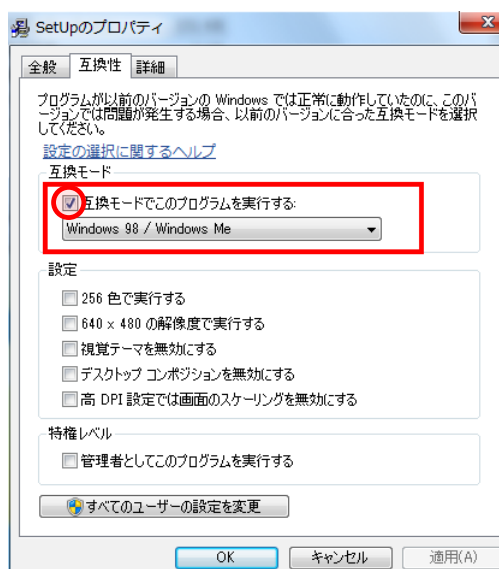 SetUpのプロパティ
全般 互換性 詳細
プログラムが以前のバージョンの Windows では正常に動作していたのに、このバ
ージョンでは問題が発生する場合、以前のバージョンに合った互換モードを選択
してください。
設定の選択に関するヘルプ
互換モード
互換モードでこのプログラムを実行する:
Windows 98 / Windows Me
設定
256 色で実行する
640 x 480 の解像度で実行する
視覚テーマを無効にする
デスクトップ コンポジションを無効にする
高 DPI 設定では画面のスケーリングを無効にする
特権レベル
管理者としてこのプログラムを実行する
すべてのユーザーの設定を変更
OK キャンセル 適用(A)